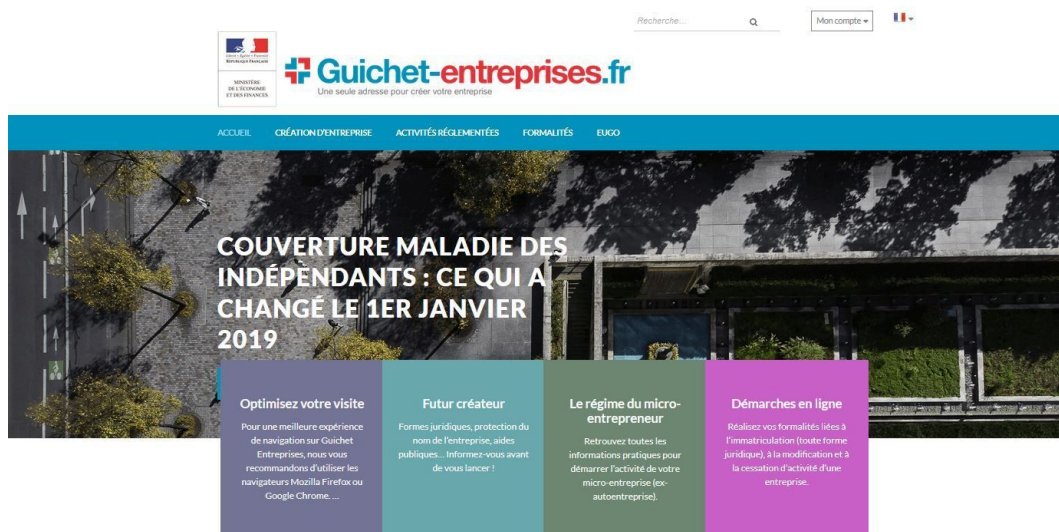 Recherche...
Mon compte
Liberté • Égalité • Fraternité
RÉPUBLIQUE FRANÇAISE
MINISTÈRE
DE L'ÉCONOMIE
ET DES FINANCES
Guichet-entreprises.fr
Une seule adresse pour créer votre entreprise
ACCUEIL
CRÉATION D'ENTREPRISE
ACTIVITÉS RÉGLEMENTÉES
FORMALITÉS
EUGO
COUVERTURE MALADIE DES
INDÉPENDANTS : CE QUI A
CHANGÉ LE 1ER JANVIER
2019
Optimisez votre visite
Pour une meilleure expérience
de navigation sur Guichet
Entreprises, nous vous
recommandons d'utiliser les
navigateurs Mozilla Firefox ou
Google Chrome. ...
Futur créateur
Formes juridiques, protection du
nom de l'entreprise, aides
publiques... Informez-vous avant
de vous lancer !
Le régime du micro-
entrepreneur
Retrouvez toutes les
informations pratiques pour
démarrer l'activité de votre
micro-entreprise (ex-
autoentreprise).
Démarches en ligne
Réalisez vos formalités liées à
l'immatriculation (toute forme
juridique), à la modification et à
la cessation d'activité d'une
entreprise.